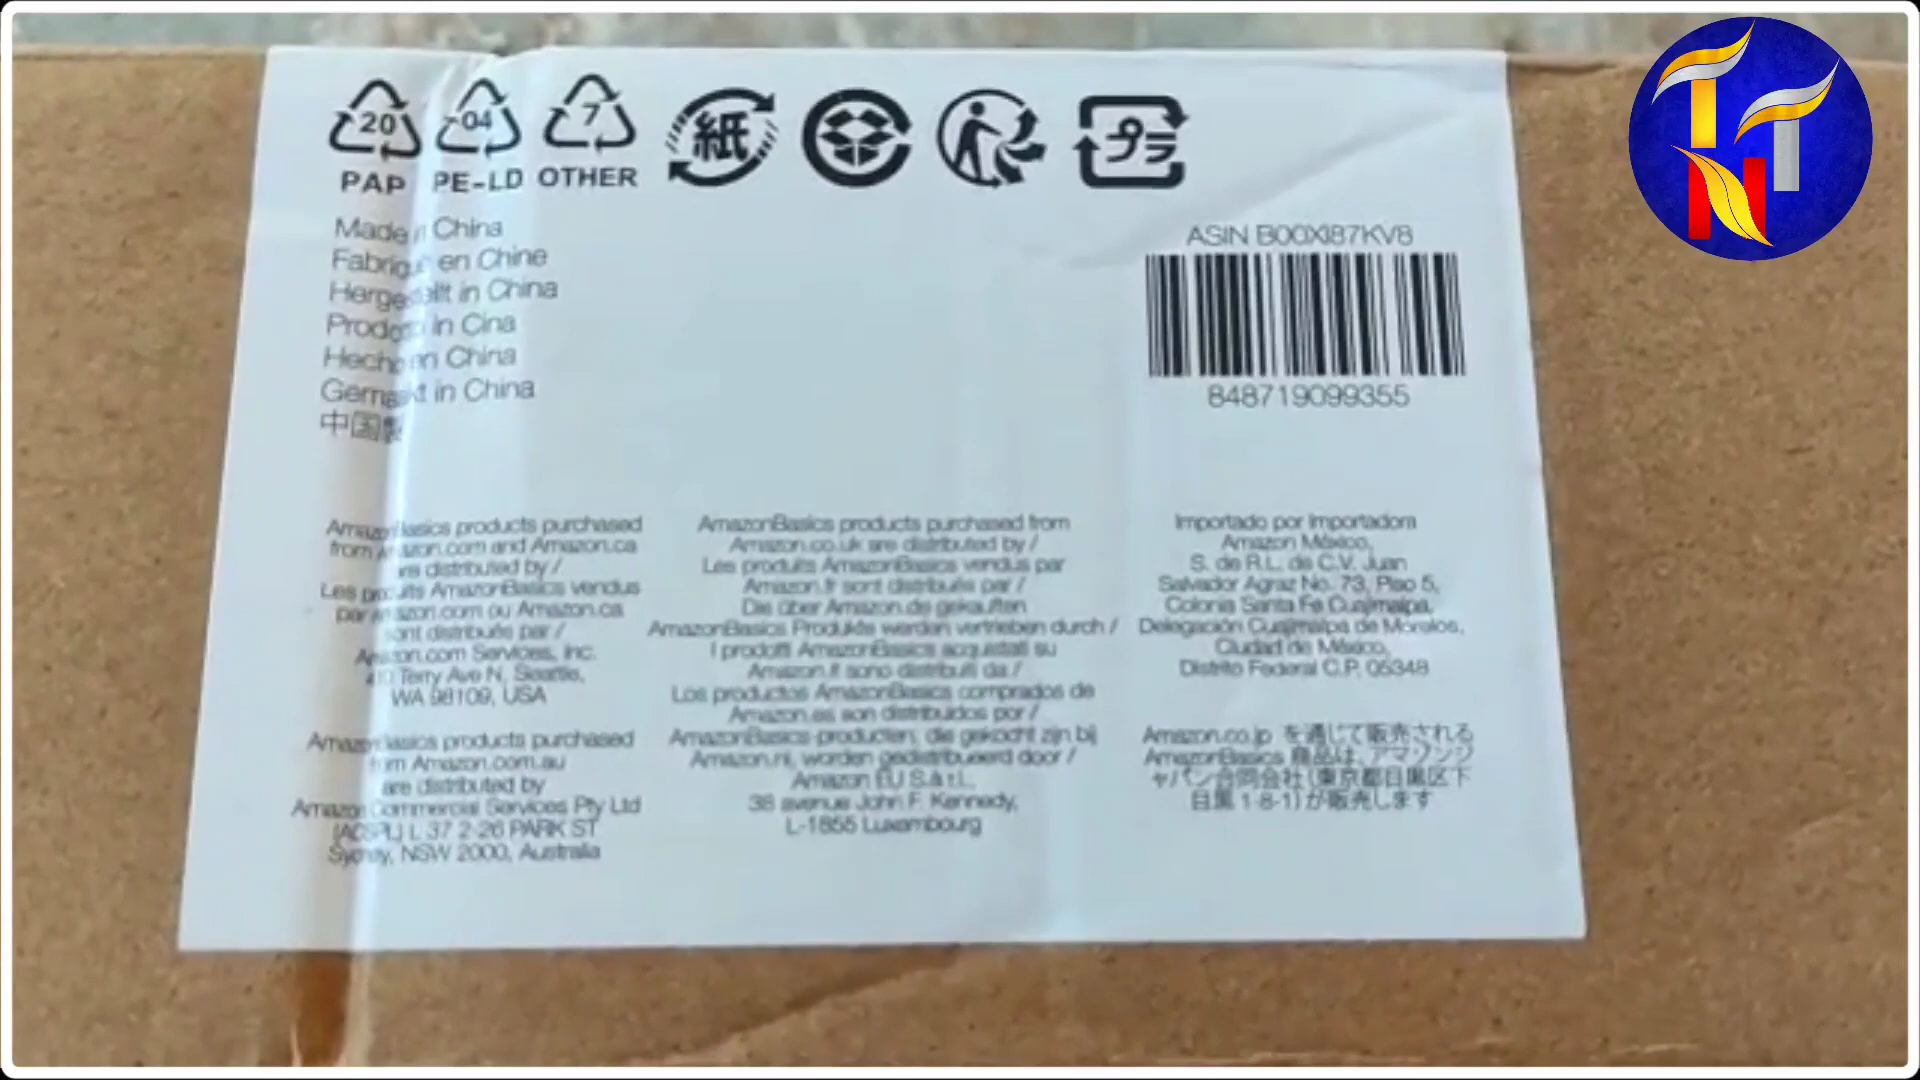 20
04
7
PAP
PE-LD
OTHER
紙
プラ
Made in China
Fabriqué en Chine
Hergestellt in China
Prodotto in Cina
Hecho en China
Gemaakt in China
中国製
ASIN B00XI87KV8
848719099355
AmazonBasics products purchased
from Amazon.com and Amazon.ca
are distributed by /
Les produits AmazonBasics vendus
par Amazon.com ou Amazon.ca
sont distribués par /
Amazon.com Services, Inc.
410 Terry Ave N, Seattle,
WA 98109, USA
AmazonBasics products purchased
from Amazon.com.au
are distributed by
Amazon Commercial Services Pty Ltd
(ACSPL) L 37 2-26 PARK ST
Sydney, NSW 2000, Australia
AmazonBasics products purchased from
Amazon.co.uk are distributed by /
Les produits AmazonBasics vendus par
Amazon.fr sont distribués par /
Die über Amazon.de gekauften
AmazonBasics Produkte werden vertrieben durch /
I prodotti AmazonBasics acquistati su
Amazon.it sono distribuiti da /
Los productos AmazonBasics comprados de
Amazon.es son distribuidos por /
AmazonBasics-producten, die gekocht zijn bij
Amazon.nl, worden gedistribueerd door /
Amazon EU S.à r.l.,
38 avenue John F. Kennedy,
L-1855 Luxembourg
Importado por Importadora
Amazon México,
S. de R.L. de C.V. Juan
Salvador Agraz No. 73, Piso 5,
Colonia Santa Fe Cuajimalpa,
Delegación Cuajimalpa de Morelos,
Ciudad de México,
Distrito Federal C.P. 05348
Amazon.co.jp を通じて販売される
AmazonBasics 商品は、アマゾンジ
ャパン合同会社(東京都目黒区下
目黒 1-8-1)が販売します
TNT